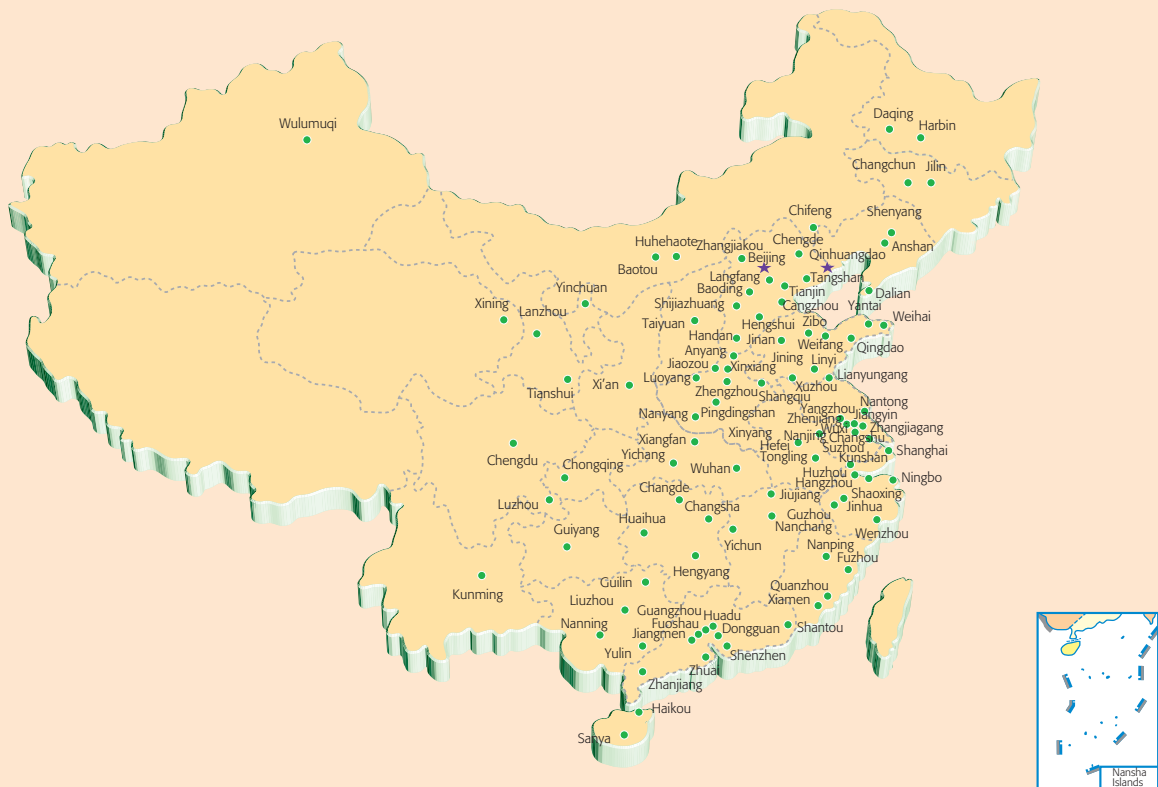 Wulumuqi
Daqing
Harbin
Changchun
Jilin
Chifeng
Shenyang
Anshan
Huhehaote
Zhangjiakou
Chengde
Beijing
Qinhuangdao
Baotou
Langfang
Tangshan
Baoding
Tianjin
Dalian
Yinchuan
Xining
Lanzhou
Shijiazhuang
Cangzhou
Yantai
Weihai
Taiyuan
Hengshui
Zibo
Handan
Jinan
Weifang
Qingdao
Anyang
Jining
Linyi
Jiaozou
Xinxiang
Luoyang
Lianyungang
Tianshui
Xi'an
Zhengzhou
Shangqiu
Xuzhou
Nanyang
Pingdingshan
Yangzhou
Nantong
Zhenjiang
Jiangyin
Wuxi
Zhangjiagang
Xiangfan
Xinyang
Nanjing
Changshu
Hefei
Suzhou
Shanghai
Chengdu
Chongqing
Yichang
Wuhan
Tongling
Kunshan
Huzhou
Hangzhou
Ningbo
Luzhou
Changde
Changsha
Jiujiang
Shaoxing
Guzhou
Jinhua
Guiyang
Huaihua
Yichun
Nanchang
Wenzhou
Nanping
Fuzhou
Kunming
Guilin
Hengyang
Quanzhou
Xiamen
Liuzhou
Guangzhou
Huadu
Nanning
Fuoshau
Jiangmen
Dongguan
Shantou
Yulin
Shenzhen
Zhuai
Zhanjiang
Haikou
Sanya
Nansha
Islands